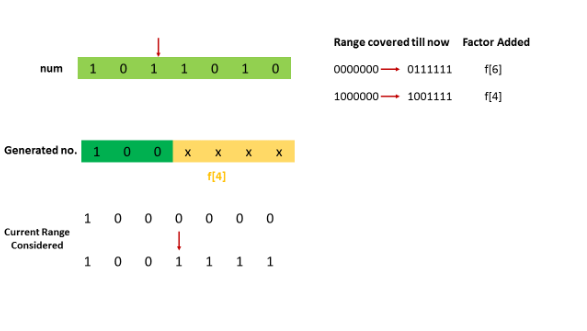 Range covered till now Factor Added
num 1 0 1 1 0 1 0
0000000 0111111 f[6]
1000000 1001111 f[4]
Generated no. 1 0 0 x x x x
f[4]
1 0 0 0 0 0 0
Current Range
Considered
1 0 0 1 1 1 1